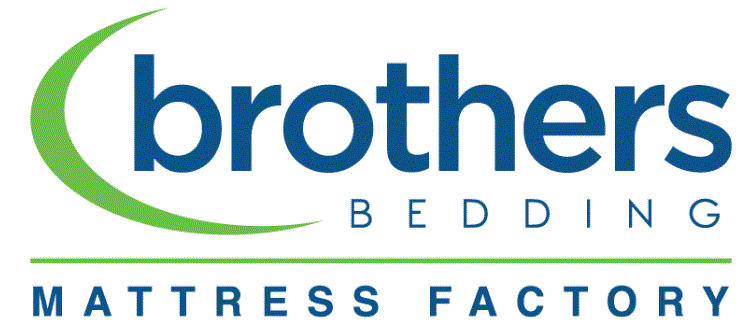 brothers
BEDDING
MATTRESS FACTORY